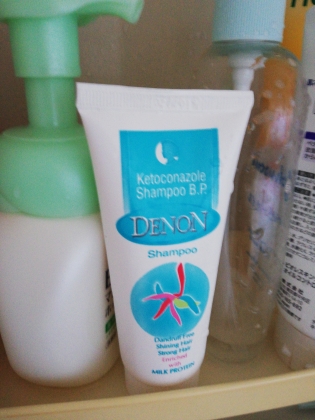 Ketoconazole
Shampoo B.P.
DENON
Shampoo
Dandruff Free
Shining Hair
Strong Hair
Enriched
with
MILK PROTEIN